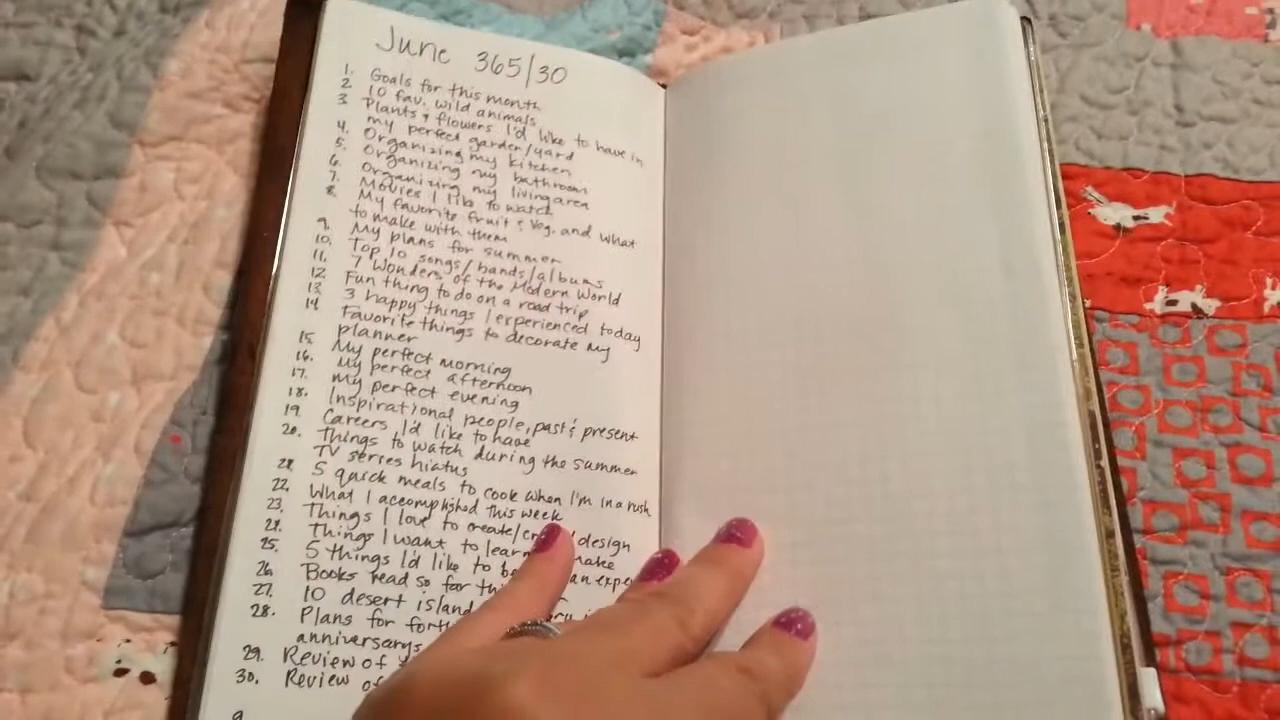 June 365/30
1. Goals for this month
2. 10 fav. wild animals
3. Plants & flowers I'd like to have in
my perfect garden/yard
4. Organizing my kitchen
5. Organizing my bathroom
6. Organizing my living area
7. Movies I like to watch
8. My favorite fruit & veg. and what
to make with them
9. My plans for summer
10. Top 10 songs/bands/albums
11. 7 Wonders of the Modern World
12. Fun thing to do on a road trip
13. 3 happy things I experienced today
14. Favorite things to decorate my
planner
15. My perfect morning
16. My perfect afternoon
17. My perfect evening
18. Inspirational people, past & present
19. Careers I'd like to have
20. Things to watch during the summer
TV series hiatus
21. 5 quick meals to cook when I'm in a rush
22. What I accomplished this week
23. Things I love to create/ design
24. Things I want to learn make
25. 5 things I'd like to be an
26. Books read so far
27. 10 desert island
28. Plans for
anniversary
29. Review of
30. Review of